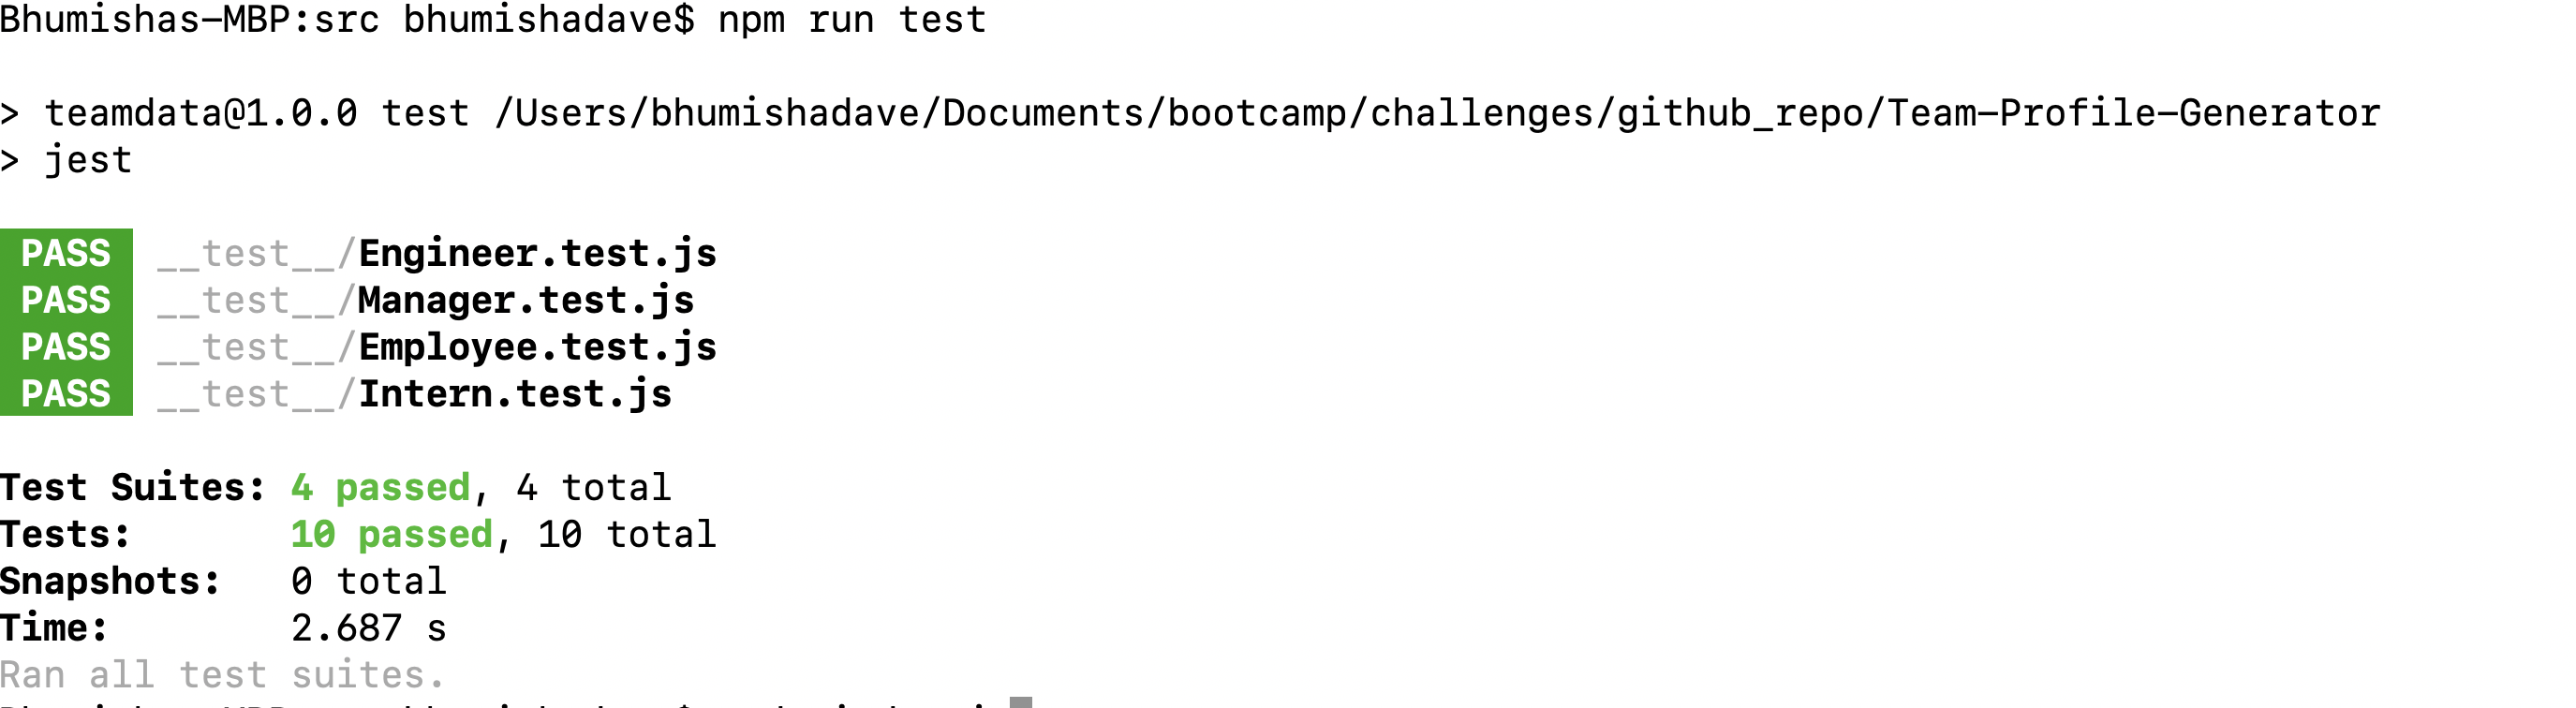 Bhumishas-MBP:src bhumishadave$ npm run test
> teamdata@1.0.0 test /Users/bhumishadave/Documents/bootcamp/challenges/github_repo/Team-Profile-Generator
> jest
PASS __test__/Engineer.test.js
PASS __test__/Manager.test.js
PASS __test__/Employee.test.js
PASS __test__/Intern.test.js
Test Suites: 4 passed, 4 total
Tests: 10 passed, 10 total
Snapshots: 0 total
Time: 2.687 s
Ran all test suites.